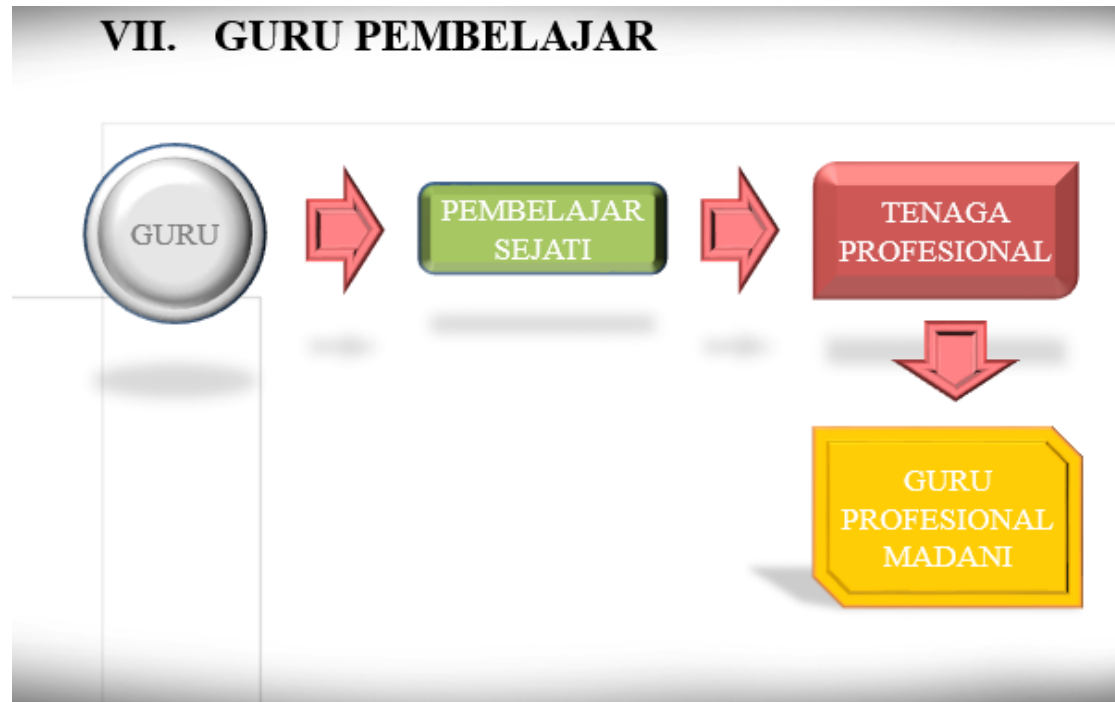 VII. GURU PEMBELAJAR
GURU
PEMBELAJAR
SEJATI
TENAGA
PROFESIONAL
GURU
PROFESIONAL
MADANI